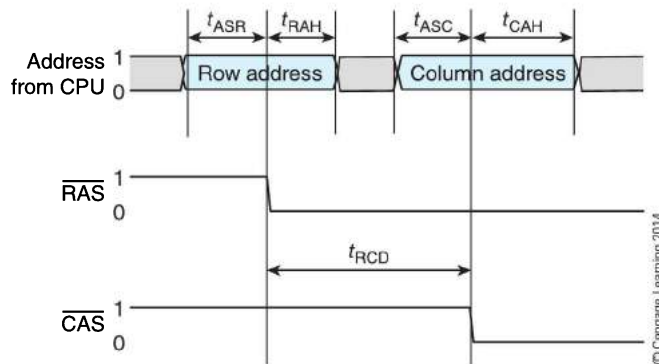 tASR tRAH tASC tCAH
Address from CPU
1
0
Row address
Column address
RAS
1
0
tRCD
CAS
1
0
© Cengage Learning 2014